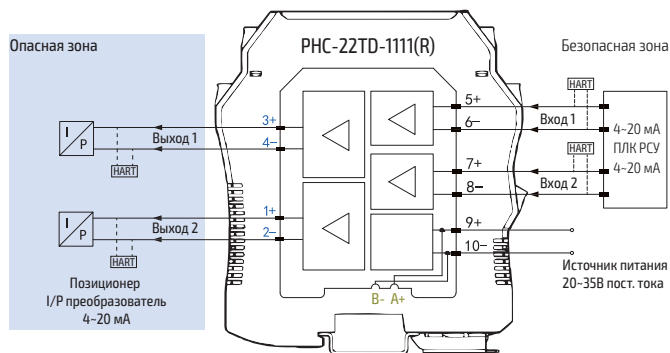 Опасная зона
PHC-22TD-1111(R)
Безопасная зона
HART
5+
3+
I
P
Выход 1
4–
HART
6–
Вход 1
4~20 мА
ПЛК РСУ
4~20 мА
HART
7+
8–
Вход 2
1+
I
P
Выход 2
2–
HART
9+
10–
Позиционер
I/P преобразователь
4~20 мА
B- A+
Источник питания
20~35В пост. тока